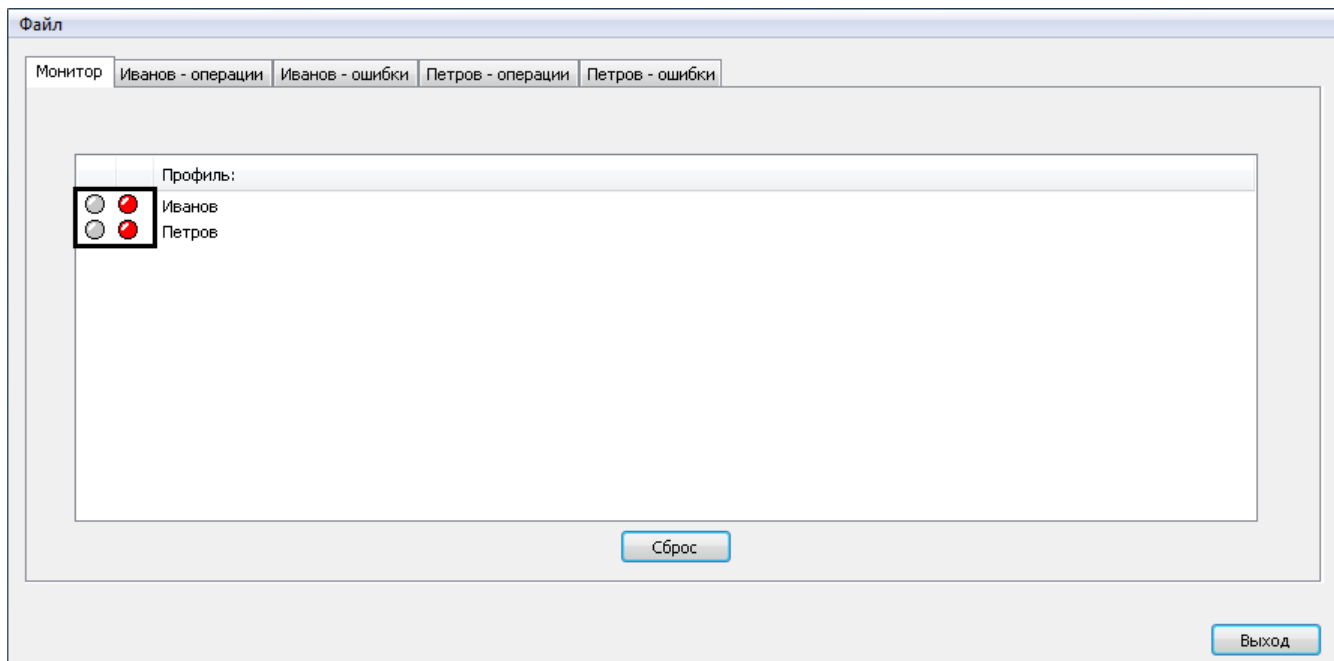 Файл
Монитор Иванов - операции Иванов - ошибки Петров - операции Петров - ошибки
Профиль:
Иванов
Петров
Сброс
Выход